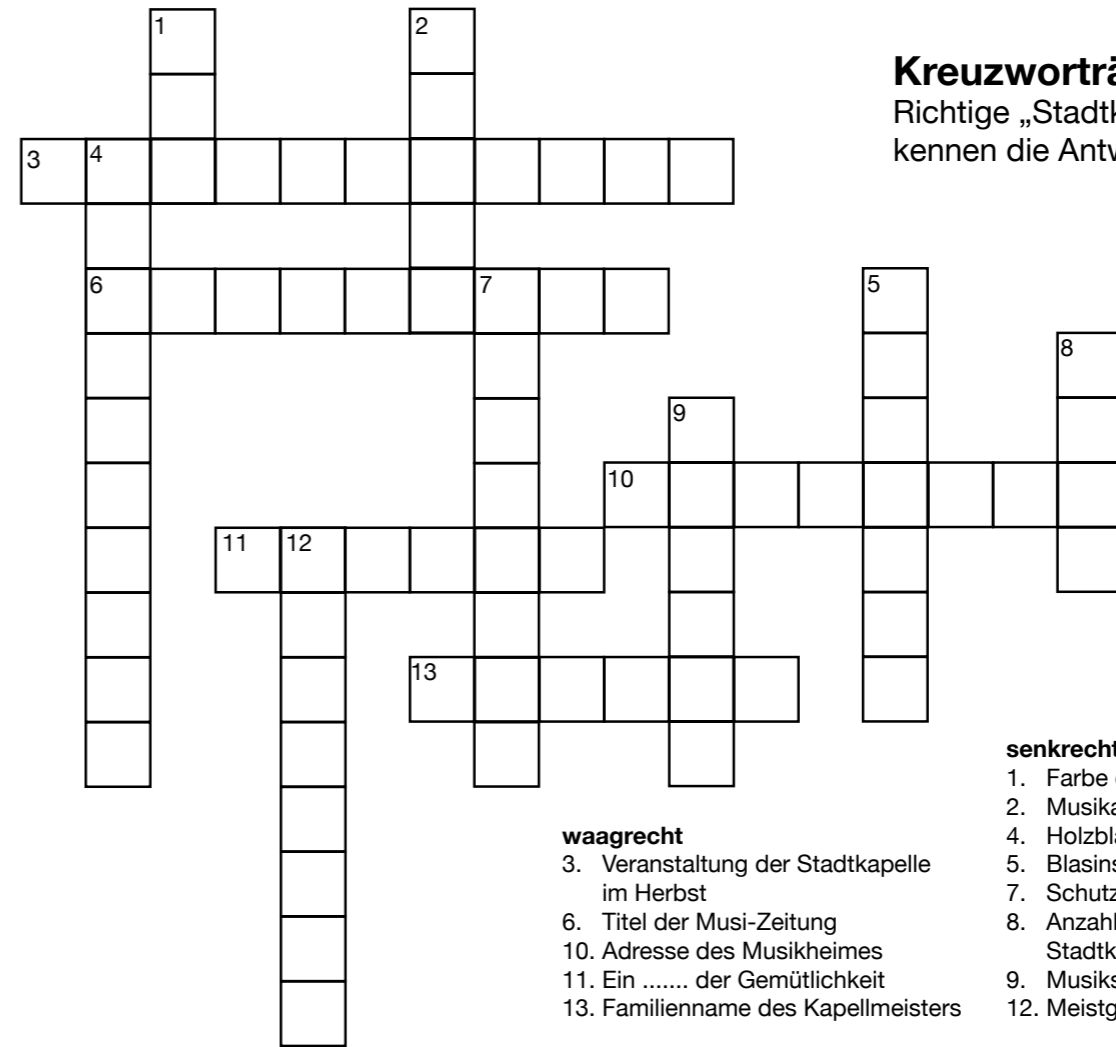 1 2
Kreuzworträ
Richtige „Stadtk
kennen die Antw
3 4
6 7 5
8
9
10
11 12
13
waagrecht
3. Veranstaltung der Stadtkapelle
im Herbst
6. Titel der Musi-Zeitung
10. Adresse des Musikheimes
11. Ein ....... der Gemütlichkeit
13. Familienname des Kapellmeisters
senkrecht
1. Farbe
2. Musika
4. Holzbla
5. Blasins
7. Schutz
8. Anzahl
Stadtk
9. Musiks
12. Meistg